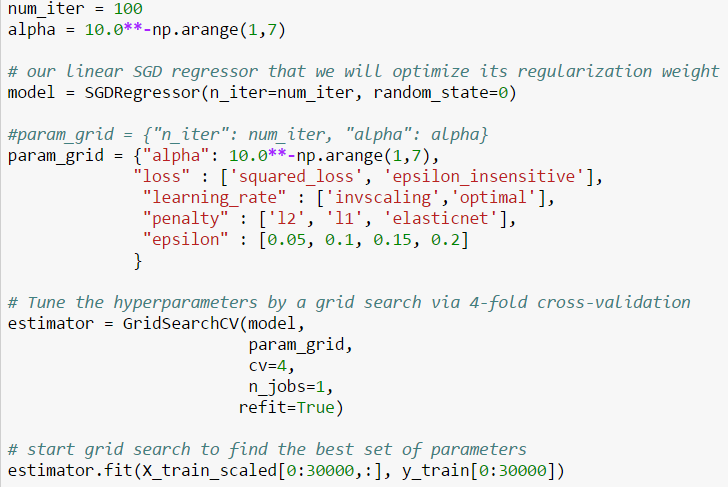 num_iter = 100
alpha = 10.0**-np.arange(1,7)
# our linear SGD regressor that we will optimize its regularization weight
model = SGDRegressor(n_iter=num_iter, random_state=0)
#param_grid = {"n_iter": num_iter, "alpha": alpha}
param_grid = {"alpha": 10.0**-np.arange(1,7),
"loss" : ['squared_loss', 'epsilon_insensitive'],
"learning_rate" : ['invscaling','optimal'],
"penalty" : ['l2', 'l1', 'elasticnet'],
"epsilon" : [0.05, 0.1, 0.15, 0.2]
}
# Tune the hyperparameters by a grid search via 4-fold cross-validation
estimator = GridSearchCV(model,
param_grid,
cv=4,
n_jobs=1,
refit=True)
# start grid search to find the best set of parameters
estimator.fit(X_train_scaled[0:30000,:], y_train[0:30000])